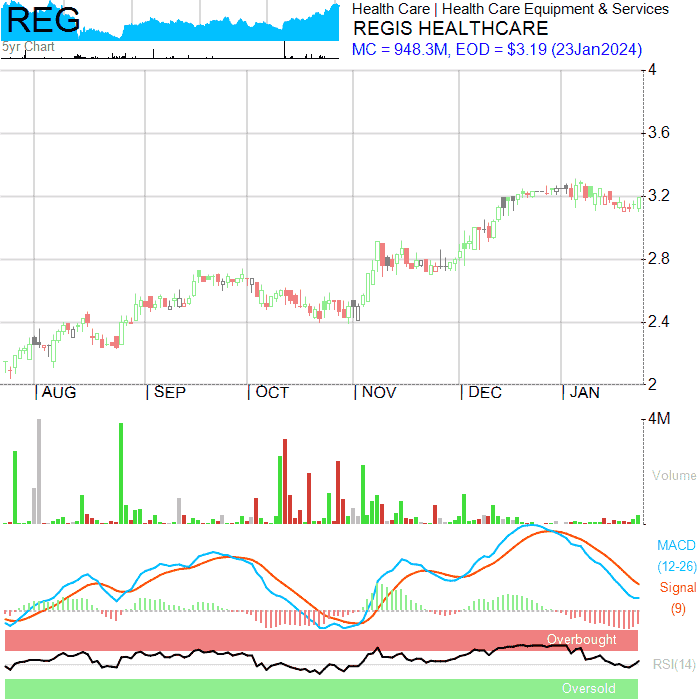 REG
5yr Chart
Health Care | Health Care Equipment & Services
REGIS HEALTHCARE
MC = 948.3M, EOD = $3.19 (23Jan2024)
4
3.6
3.2
2.8
2.4
2
| AUG | SEP | OCT | NOV | DEC | JAN
4M
Volume
MACD
(12-26)
Signal
(9)
Overbought
RSI(14)
Oversold